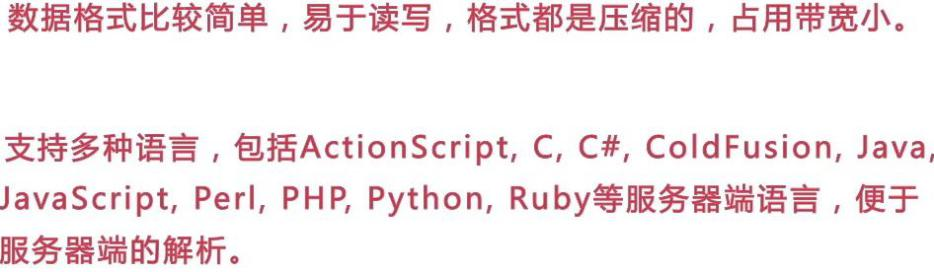 数据格式比较简单，易于读写，格式都是压缩的，占用带宽小。
支持多种语言，包括ActionScript, C, C#, ColdFusion, Java,
JavaScript, Perl, PHP, Python, Ruby等服务器端语言，便于
服务器端的解析。